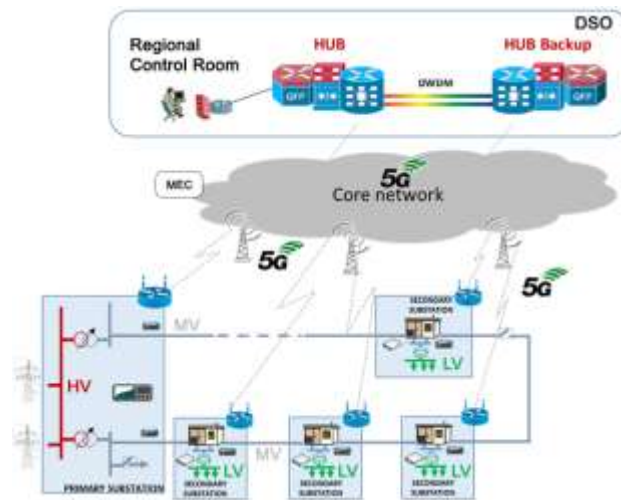 DSO
Regional
Control Room
HUB
HUB Backup
DWDM
MEC
5G
Core network
5G
5G
MV
SECONDARY
SUBSTATION
LV
HV
LV
MV
LV
LV
SECONDARY
SUBSTATION
SECONDARY
SUBSTATION
SECONDARY
SUBSTATION
PRIMARY SUBSTATION